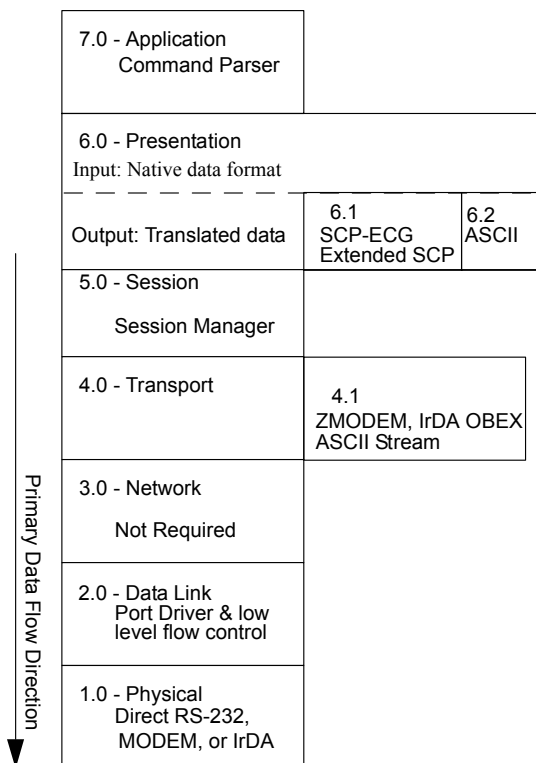 7.0 - Application
Command Parser
6.0 - Presentation
Input: Native data format
Output: Translated data
6.1
SCP-ECG
Extended SCP
6.2
ASCII
5.0 - Session
Session Manager
4.0 - Transport
4.1
ZMODEM, IrDA OBEX
ASCII Stream
3.0 - Network
Not Required
2.0 - Data Link
Port Driver & low
level flow control
1.0 - Physical
Direct RS-232,
MODEM, or IrDA
Primary Data Flow Direction